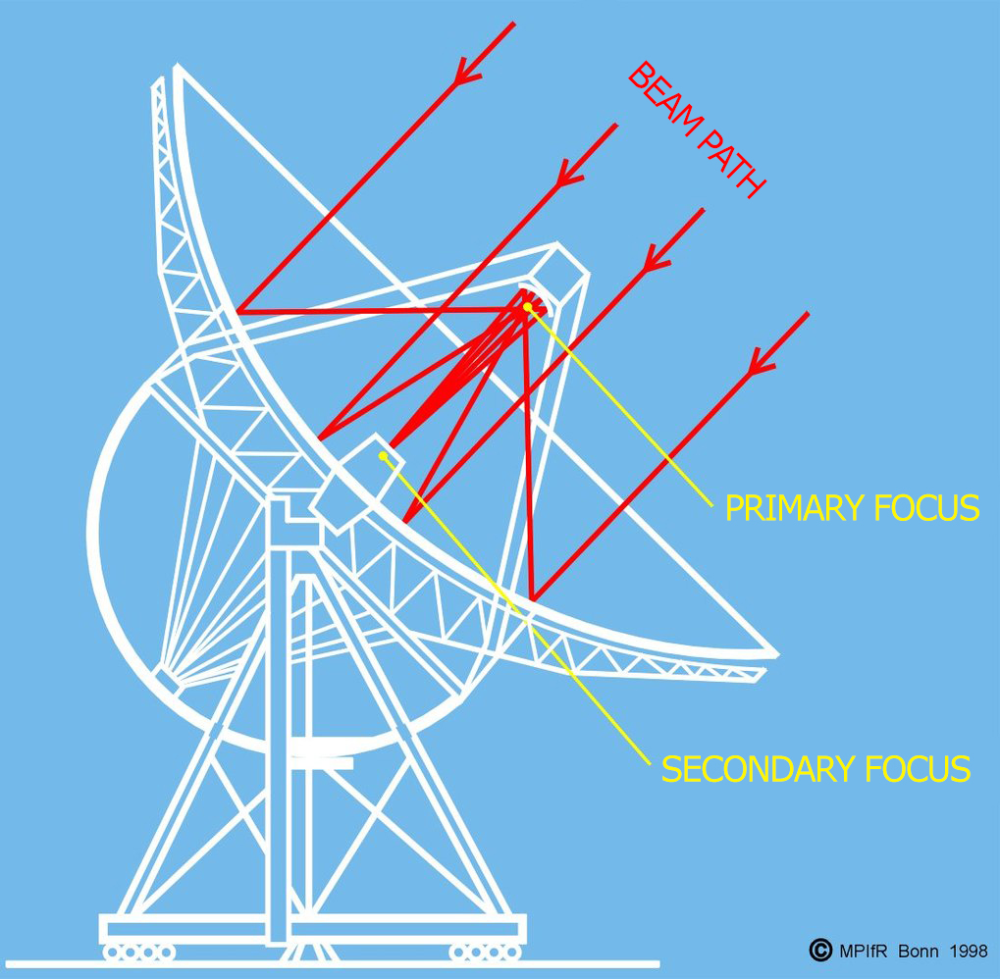 BEAM PATH
PRIMARY FOCUS
SECONDARY FOCUS
© MPIfR Bonn 1998